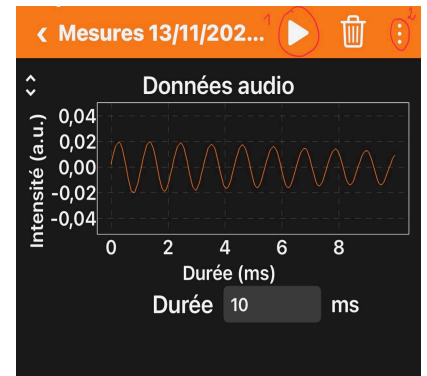 ‹ Mesures 13/11/202... 1 2
Données audio
Intensité (a.u.)
0,04
0,02
0,00
-0,02
-0,04
0 2 4 6 8
Durée (ms)
Durée 10 ms